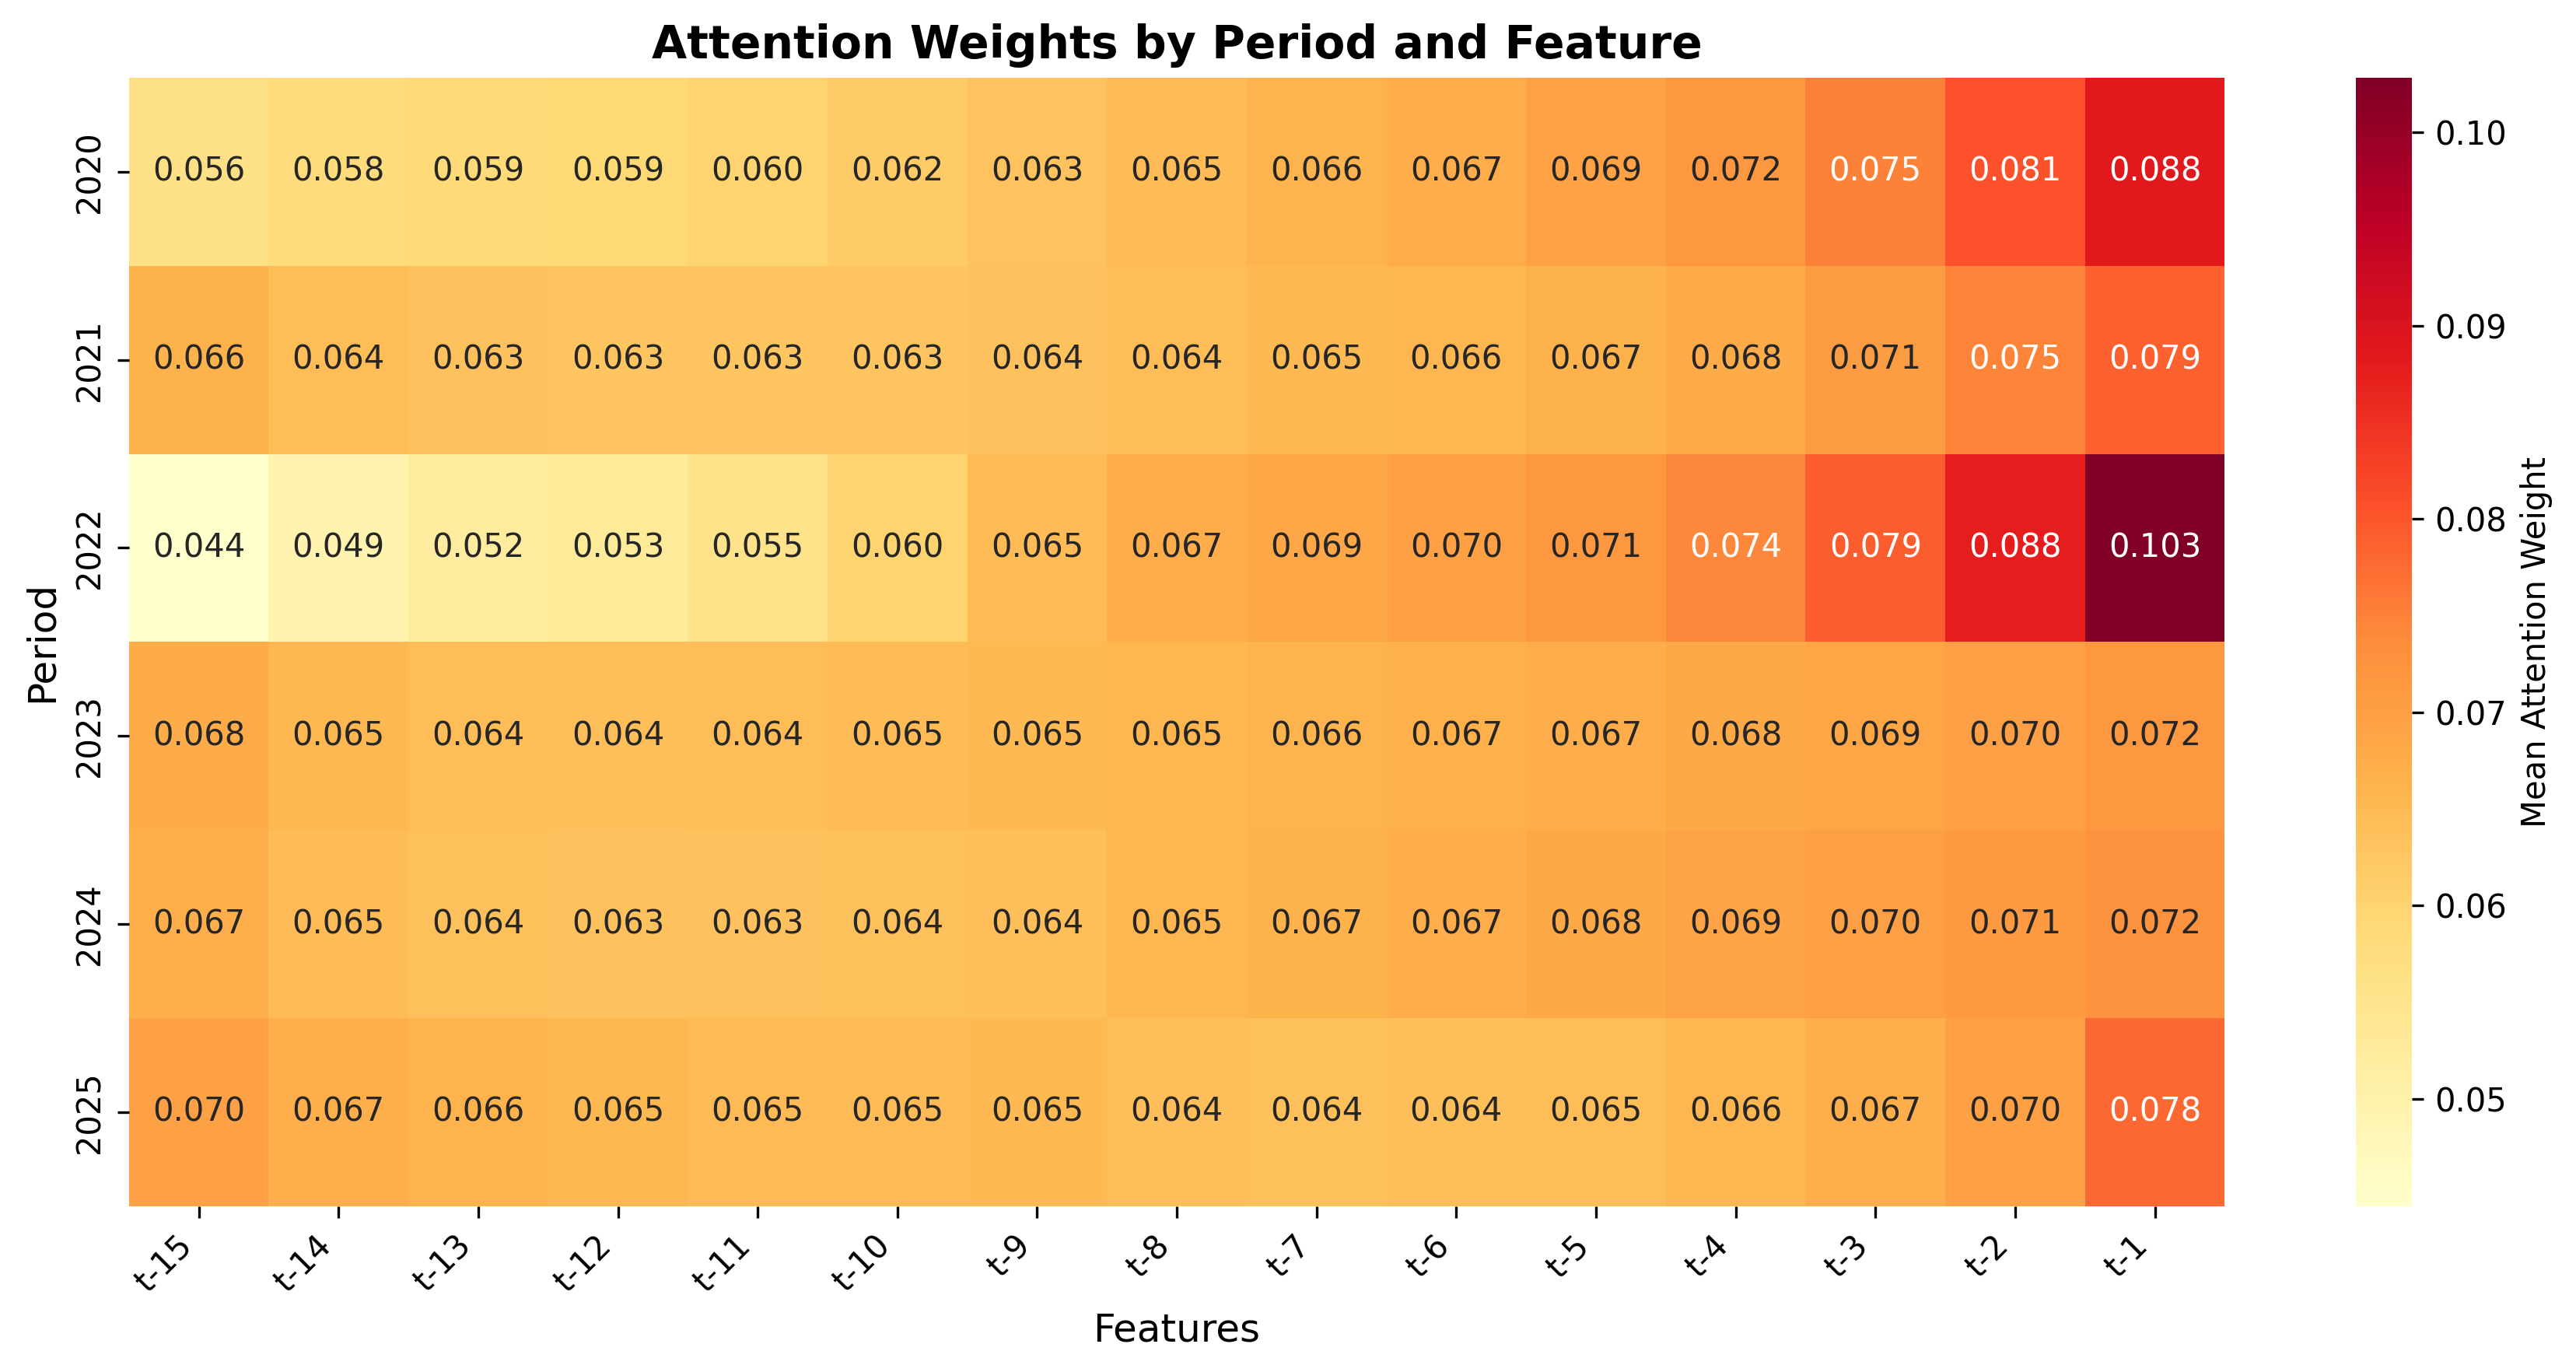 Attention Weights by Period and Feature
Period
2020 0.056 0.058 0.059 0.059 0.060 0.062 0.063 0.065 0.066 0.067 0.069 0.072 0.075 0.081 0.088
2021 0.066 0.064 0.063 0.063 0.063 0.063 0.064 0.064 0.065 0.066 0.067 0.068 0.071 0.075 0.079
2022 0.044 0.049 0.052 0.053 0.055 0.060 0.065 0.067 0.069 0.070 0.071 0.074 0.079 0.088 0.103
2023 0.068 0.065 0.064 0.064 0.064 0.065 0.065 0.065 0.066 0.067 0.067 0.068 0.069 0.070 0.072
2024 0.067 0.065 0.064 0.063 0.063 0.064 0.064 0.065 0.067 0.067 0.068 0.069 0.070 0.071 0.072
2025 0.070 0.067 0.066 0.065 0.065 0.065 0.065 0.064 0.064 0.064 0.065 0.066 0.067 0.070 0.078
t-15 t-14 t-13 t-12 t-11 t-10 t-9 t-8 t-7 t-6 t-5 t-4 t-3 t-2 t-1
Features
0.10
0.09
0.08
0.07
0.06
0.05
Mean Attention Weight